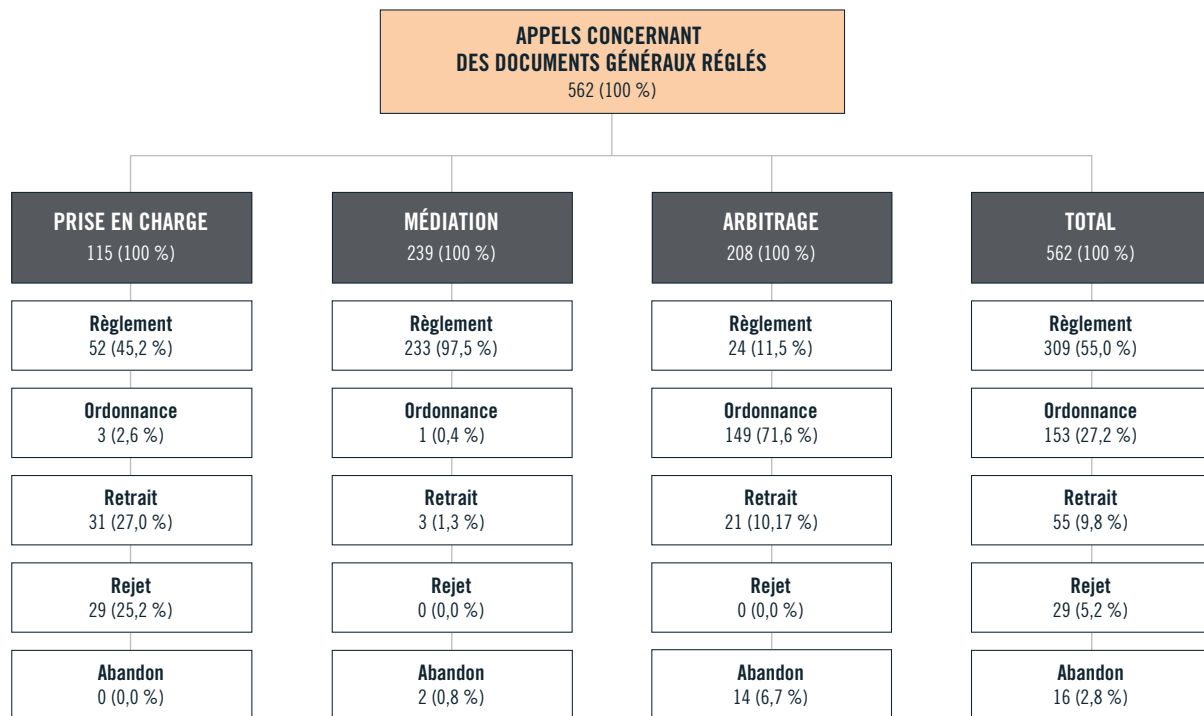 APPELS CONCERNANT
DES DOCUMENTS GÉNÉRAUX RÉGLÉS
562 (100 %)
PRISE EN CHARGE
115 (100 %)
Règlement
52 (45,2 %)
Ordonnance
3 (2,6 %)
Retrait
31 (27,0 %)
Rejet
29 (25,2 %)
Abandon
0 (0,0 %)
MÉDIATION
239 (100 %)
Règlement
233 (97,5 %)
Ordonnance
1 (0,4 %)
Retrait
3 (1,3 %)
Rejet
0 (0,0 %)
Abandon
2 (0,8 %)
ARBITRAGE
208 (100 %)
Règlement
24 (11,5 %)
Ordonnance
149 (71,6 %)
Retrait
21 (10,17 %)
Rejet
0 (0,0 %)
Abandon
14 (6,7 %)
TOTAL
562 (100 %)
Règlement
309 (55,0 %)
Ordonnance
153 (27,2 %)
Retrait
55 (9,8 %)
Rejet
29 (5,2 %)
Abandon
16 (2,8 %)